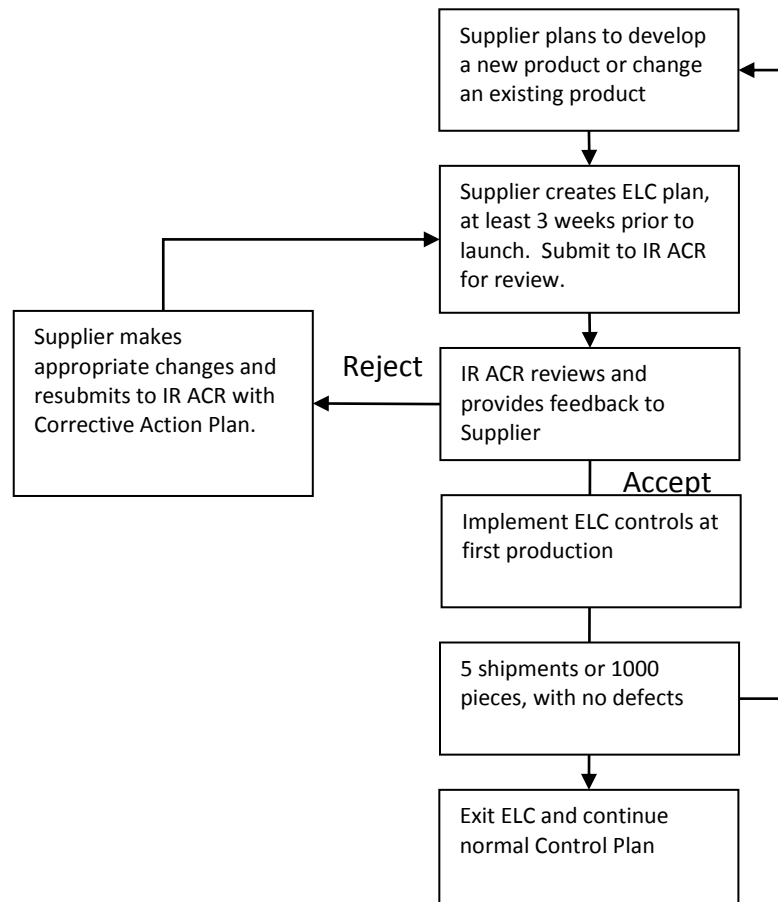 Supplier plans to develop
a new product or change
an existing product
Supplier creates ELC plan,
at least 3 weeks prior to
launch.  Submit to IR ACR
for review.
Supplier makes
appropriate changes and
resubmits to IR ACR with
Corrective Action Plan.
Reject
IR ACR reviews and
provides feedback to
Supplier
Accept
Implement ELC controls at
first production
5 shipments or 1000
pieces, with no defects
Exit ELC and continue
normal Control Plan